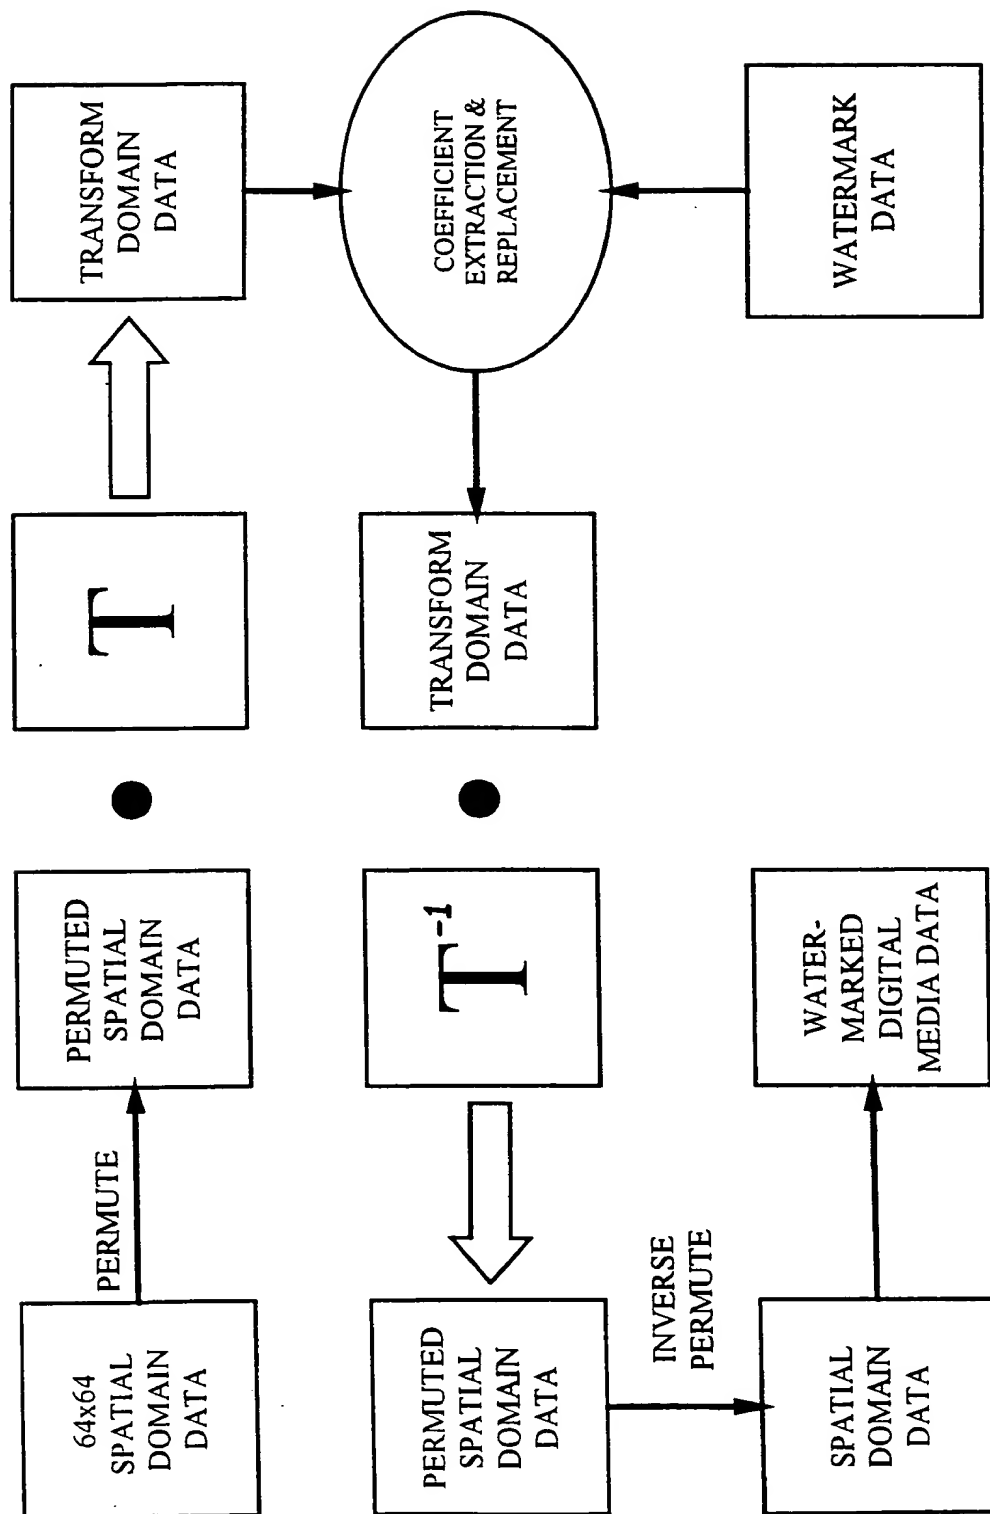 64x64
SPATIAL
DOMAIN
DATA
PERMUTE
PERMUTED
SPATIAL
DOMAIN
DATA
T
TRANSFORM
DOMAIN
DATA
PERMUTED
SPATIAL
DOMAIN
DATA
T-1
TRANSFORM
DOMAIN
DATA
COEFFICIENT
EXTRACTION &
REPLACEMENT
INVERSE
PERMUTE
SPATIAL
DOMAIN
DATA
WATER-
MARKED
DIGITAL
MEDIA DATA
WATERMARK
DATA